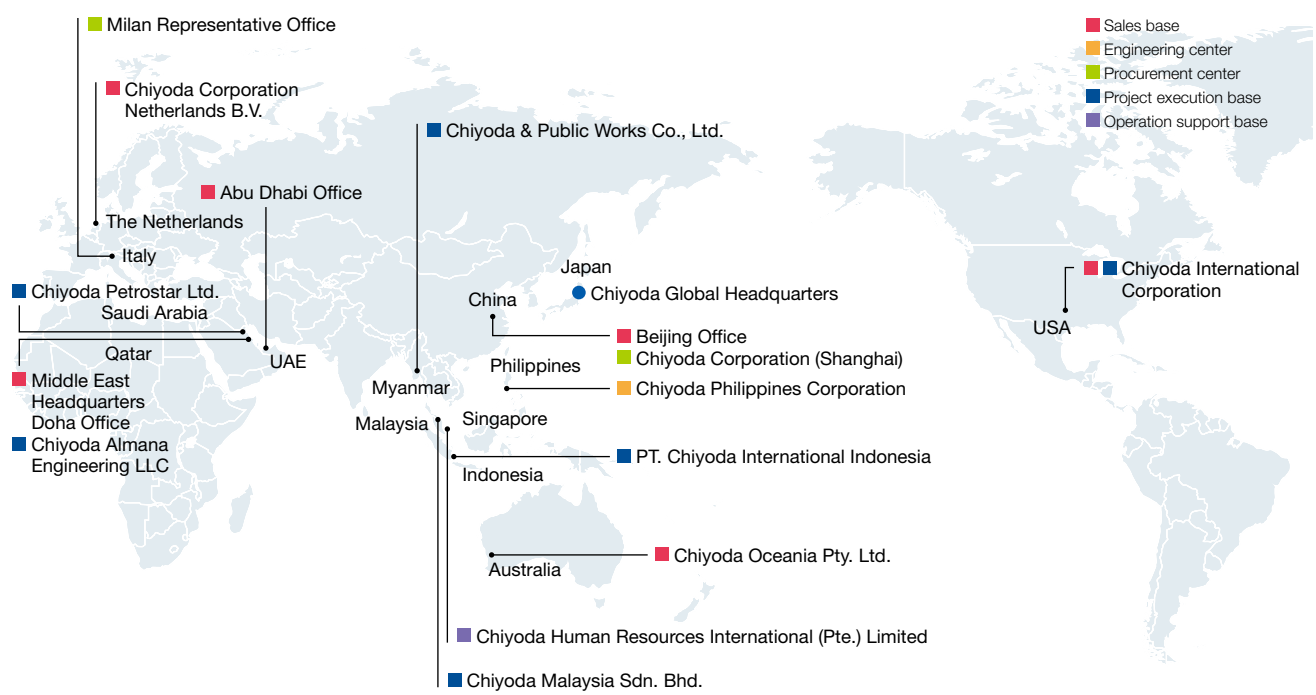 Milan Representative Office
Chiyoda Corporation
Netherlands B.V.
Chiyoda & Public Works Co., Ltd.
Abu Dhabi Office
The Netherlands
Italy
Chiyoda Petrostar Ltd.
Saudi Arabia
Qatar
UAE
Middle East
Headquarters
Doha Office
Chiyoda Almana
Engineering LLC
Japan
Chiyoda Global Headquarters
China
Beijing Office
Chiyoda Corporation (Shanghai)
Philippines
Chiyoda Philippines Corporation
Myanmar
Malaysia
Singapore
PT. Chiyoda International Indonesia
Indonesia
Chiyoda Oceania Pty. Ltd.
Australia
Chiyoda Human Resources International (Pte.) Limited
Chiyoda Malaysia Sdn. Bhd.
Sales base
Engineering center
Procurement center
Project execution base
Operation support base
Chiyoda International
Corporation
USA